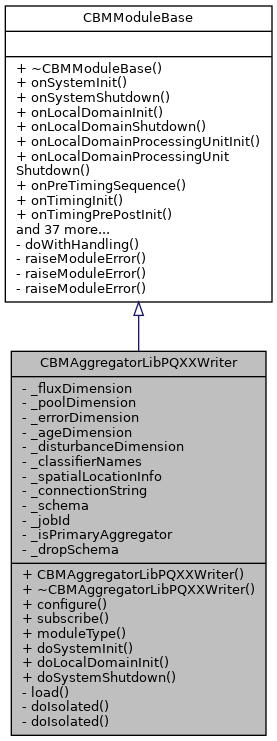 CBMModuleBase
+ ~CBMModuleBase()
+ onSystemInit()
+ onSystemShutdown()
+ onLocalDomainInit()
+ onLocalDomainShutdown()
+ onLocalDomainProcessingUnitInit()
+ onLocalDomainProcessingUnit
Shutdown()
+ onPreTimingSequence()
+ onTimingInit()
+ onTimingPrePostInit()
and 37 more...
- doWithHandling()
- raiseModuleError()
- raiseModuleError()
- raiseModuleError()
CBMAggregatorLibPQXXWriter
- _fluxDimension
- _poolDimension
- _errorDimension
- _ageDimension
- _disturbanceDimension
- _classifierNames
- _spatialLocationInfo
- _connectionString
- _schema
- _jobId
- _isPrimaryAggregator
- _dropSchema
+ CBMAggregatorLibPQXXWriter()
+ ~CBMAggregatorLibPQXXWriter()
+ configure()
+ subscribe()
+ moduleType()
+ doSystemInit()
+ doLocalDomainInit()
+ doSystemShutdown()
- load()
- doIsolated()
- doIsolated()